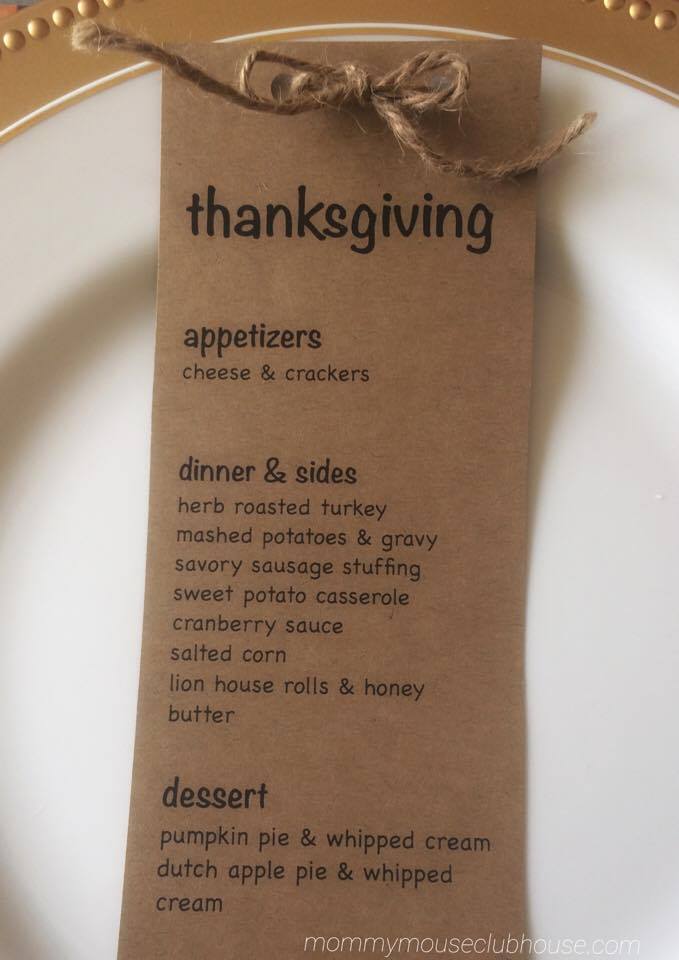 thanksgiving
appetizers
cheese & crackers
dinner & sides
herb roasted turkey
mashed potatoes & gravy
savory sausage stuffing
sweet potato casserole
cranberry sauce
salted corn
lion house rolls & honey
butter
dessert
pumpkin pie & whipped cream
dutch apple pie & whipped
cream
mommymouseclubhouse.com